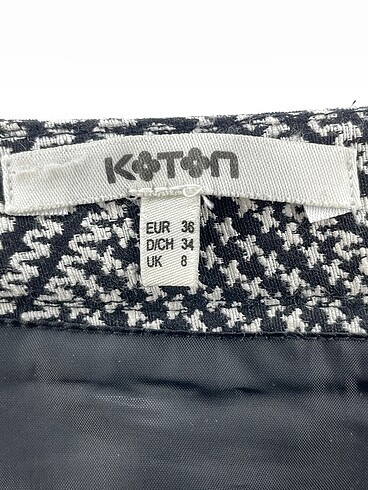 KOTON
EUR 36
D/CH 34
UK 8